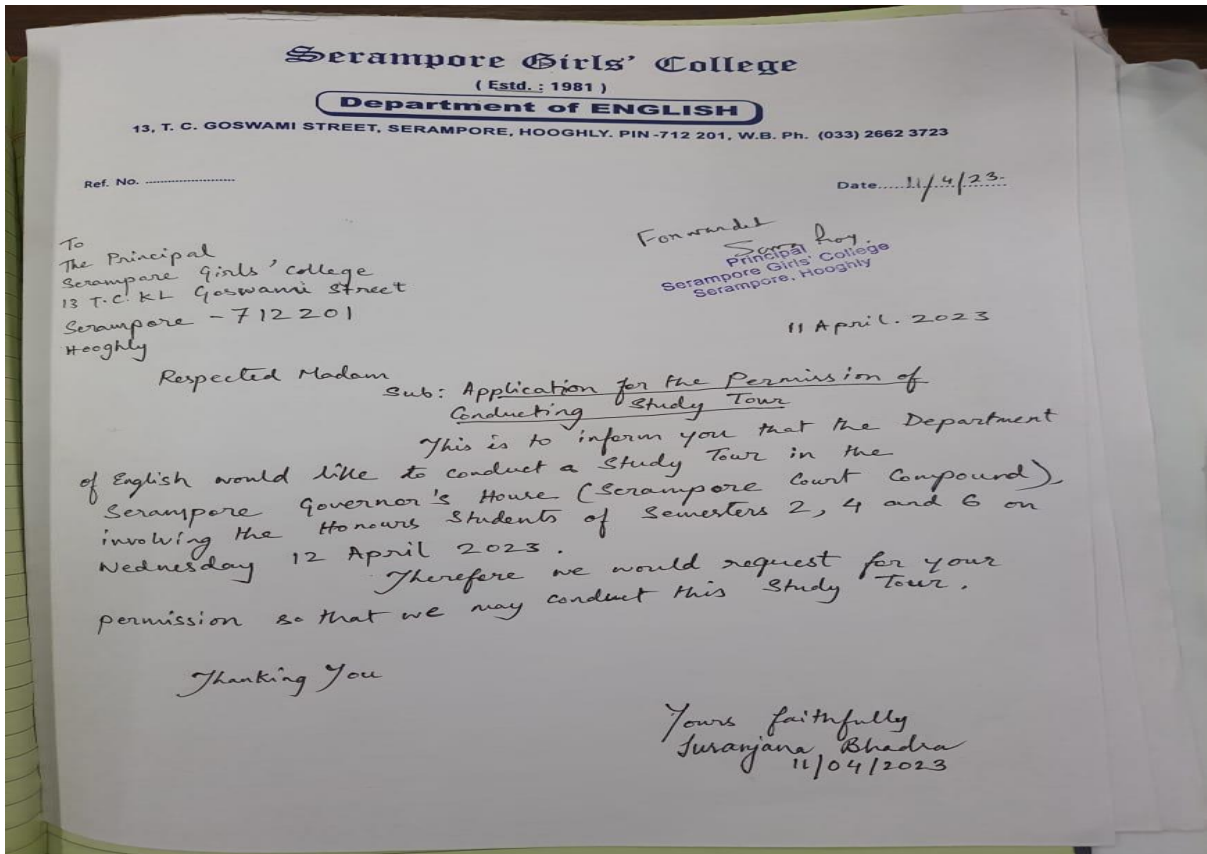 Serampore Girls' College
( Estd. : 1981 )
Department of ENGLISH
13, T. C. GOSWAMI STREET, SERAMPORE, HOOGHLY. PIN -712 201, W.B. Ph. (033) 2662 3723
Ref. No. ........................
Date..... 11/4/23.
To
The Principal
Serampore Girls' College
13 T.C. KL Goswami Street
Serampore - 712201
Hooghly
Forwarded
Roy.
Principal
Serampore Girls' College
Serampore, Hooghly
11 April. 2023
Respected Madam
Sub: Application for the Permission of
Conducting Study Tour
This is to inform you that the Department
of English would like to conduct a Study Tour in the
Serampore Governor's House (Serampore Court Compound),
involving the Honours Students of Semesters 2, 4 and 6 on
Wednesday 12 April 2023.
Therefore we would request for your
permission so that we may conduct this Study Tour.
Thanking You
Yours faithfully
Suranjana Bhadra
11/04/2023